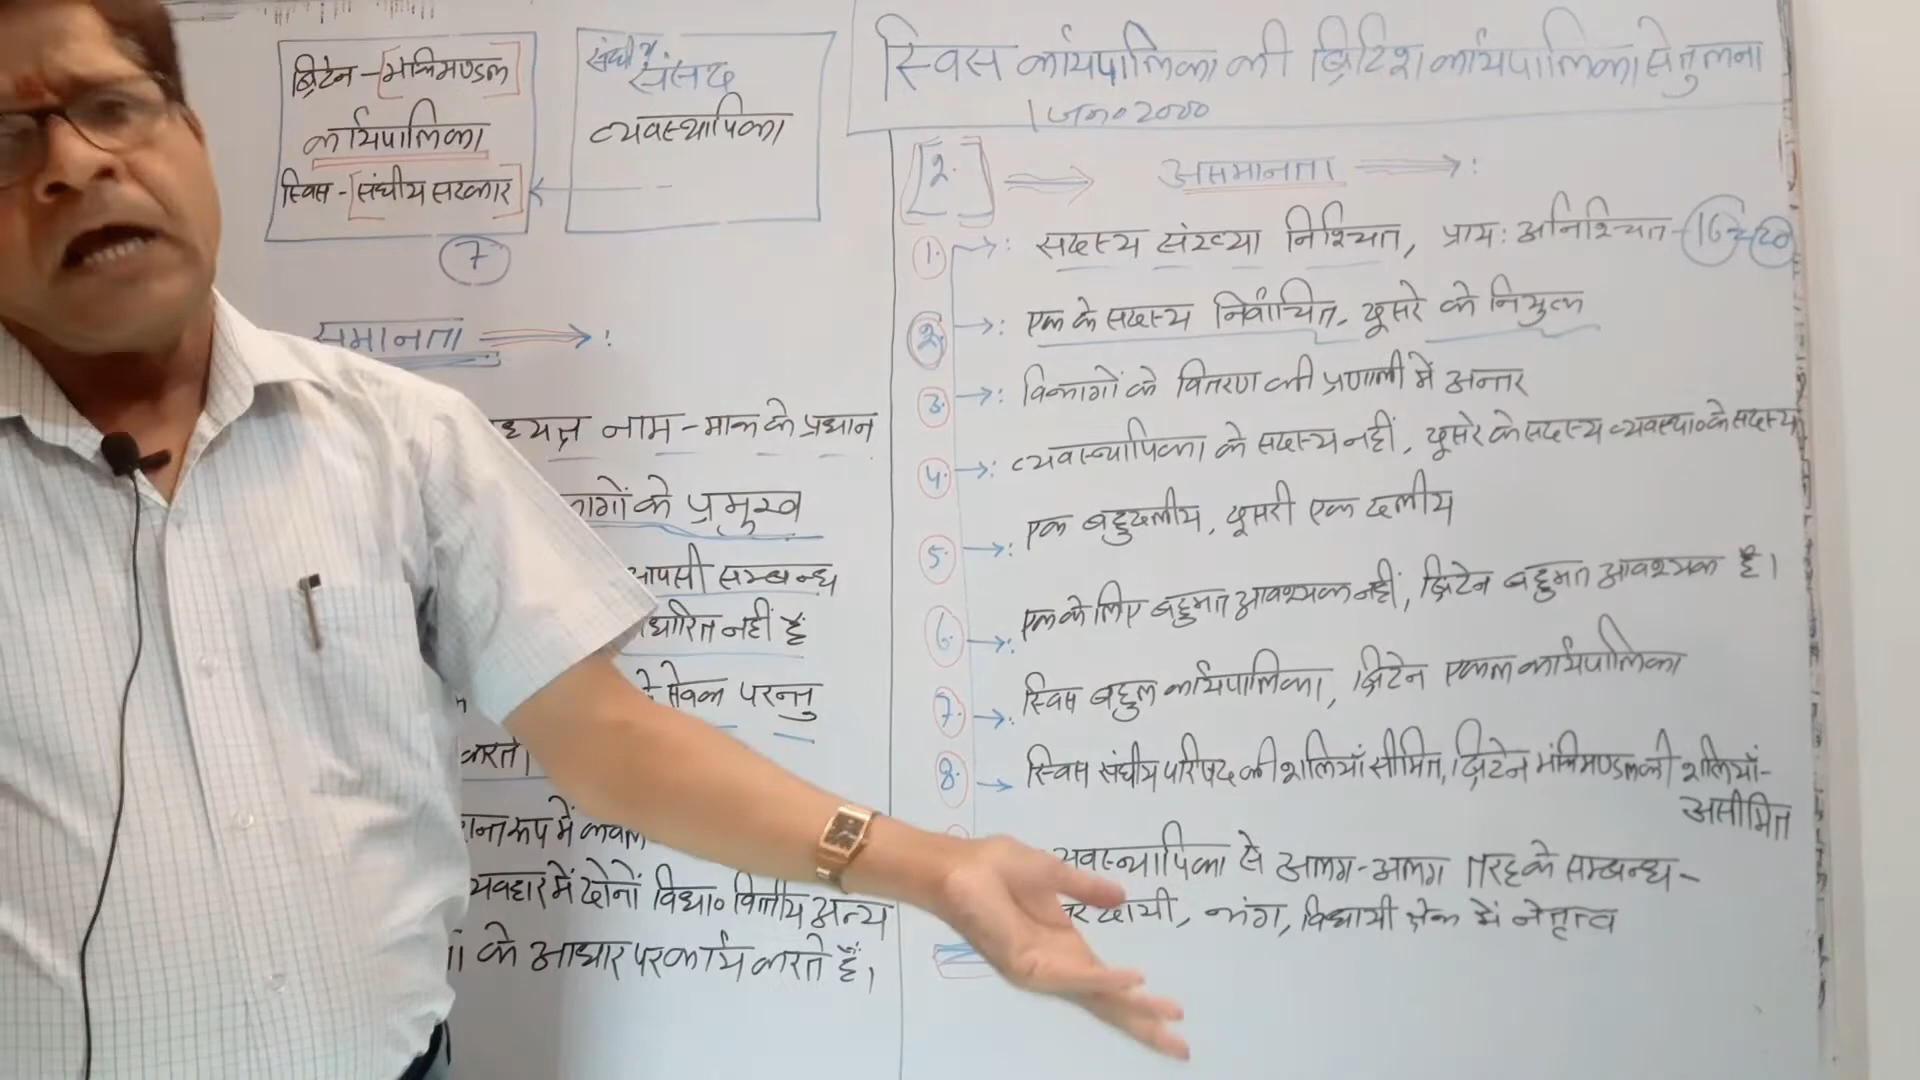 ब्रिटेन - [मंत्रिमण्डल]
कार्यपालिका
स्विस - [संघीय सरकार]
7
संघीय
संसद
व्यवस्थापिका
स्विस कार्यपालिका की ब्रिटिश कार्यपालिका से तुलना
1 जन० 2000
समानता :
ध्यक्ष नाम - मात्र के प्रधान
भागों के प्रमुख
आपसी सम्बन्ध
धारित नहीं है
सेवक परन्तु
करते।
रूप में
व्यवहार में दोनों विधा० वित्तीय अन्य
के आधार पर कार्य करते हैं।
[2.] असमानता :
1. : सदस्य संख्या निश्चित, प्राय: अनिश्चित - 16 से 20
2. : एक के सदस्य निर्वाचित, दूसरे के नियुक्त
3. : विभागों के वितरण की प्रणाली में अन्तर
4. : व्यवस्थापिका के सदस्य नहीं, दूसरे के सदस्य व्यवस्था० के सदस्य
5. : एक बहुदलीय, दूसरी एक दलीय
6. : एक के लिए बहुमत आवश्यक नहीं, ब्रिटेन बहुमत आवश्यक है।
7. : स्विस बहुल कार्यपालिका, ब्रिटेन एकल कार्यपालिका
8. स्विस संघीय परिषद की शक्तियाँ सीमित, ब्रिटेन मंत्रिमण्डल की शक्तियाँ -
असीमित
व्यवस्थापिका से अलग - अलग तरह के सम्बन्ध -
दायी, भंग, विधायी क्षेत्र में नेतृत्व